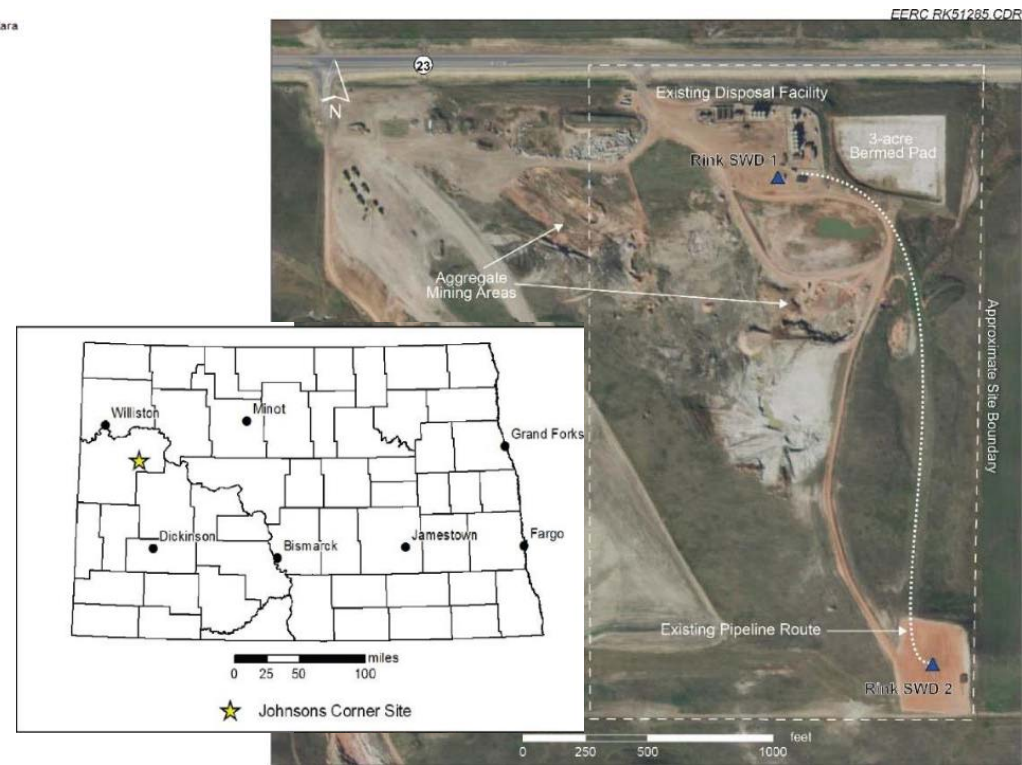 EERC RK51285.CDR
ara
23
N
Existing Disposal Facility
3-acre
Bermed Pad
Rink SWD 1
Aggregate
Mining Areas
Approximate Site Boundary
Williston
Minot
Grand Forks
Dickinson
Bismarck
Jamestown
Fargo
miles
0 25 50 100
Johnsons Corner Site
Existing Pipeline Route
Rink SWD 2
feet
0 250 500 1000